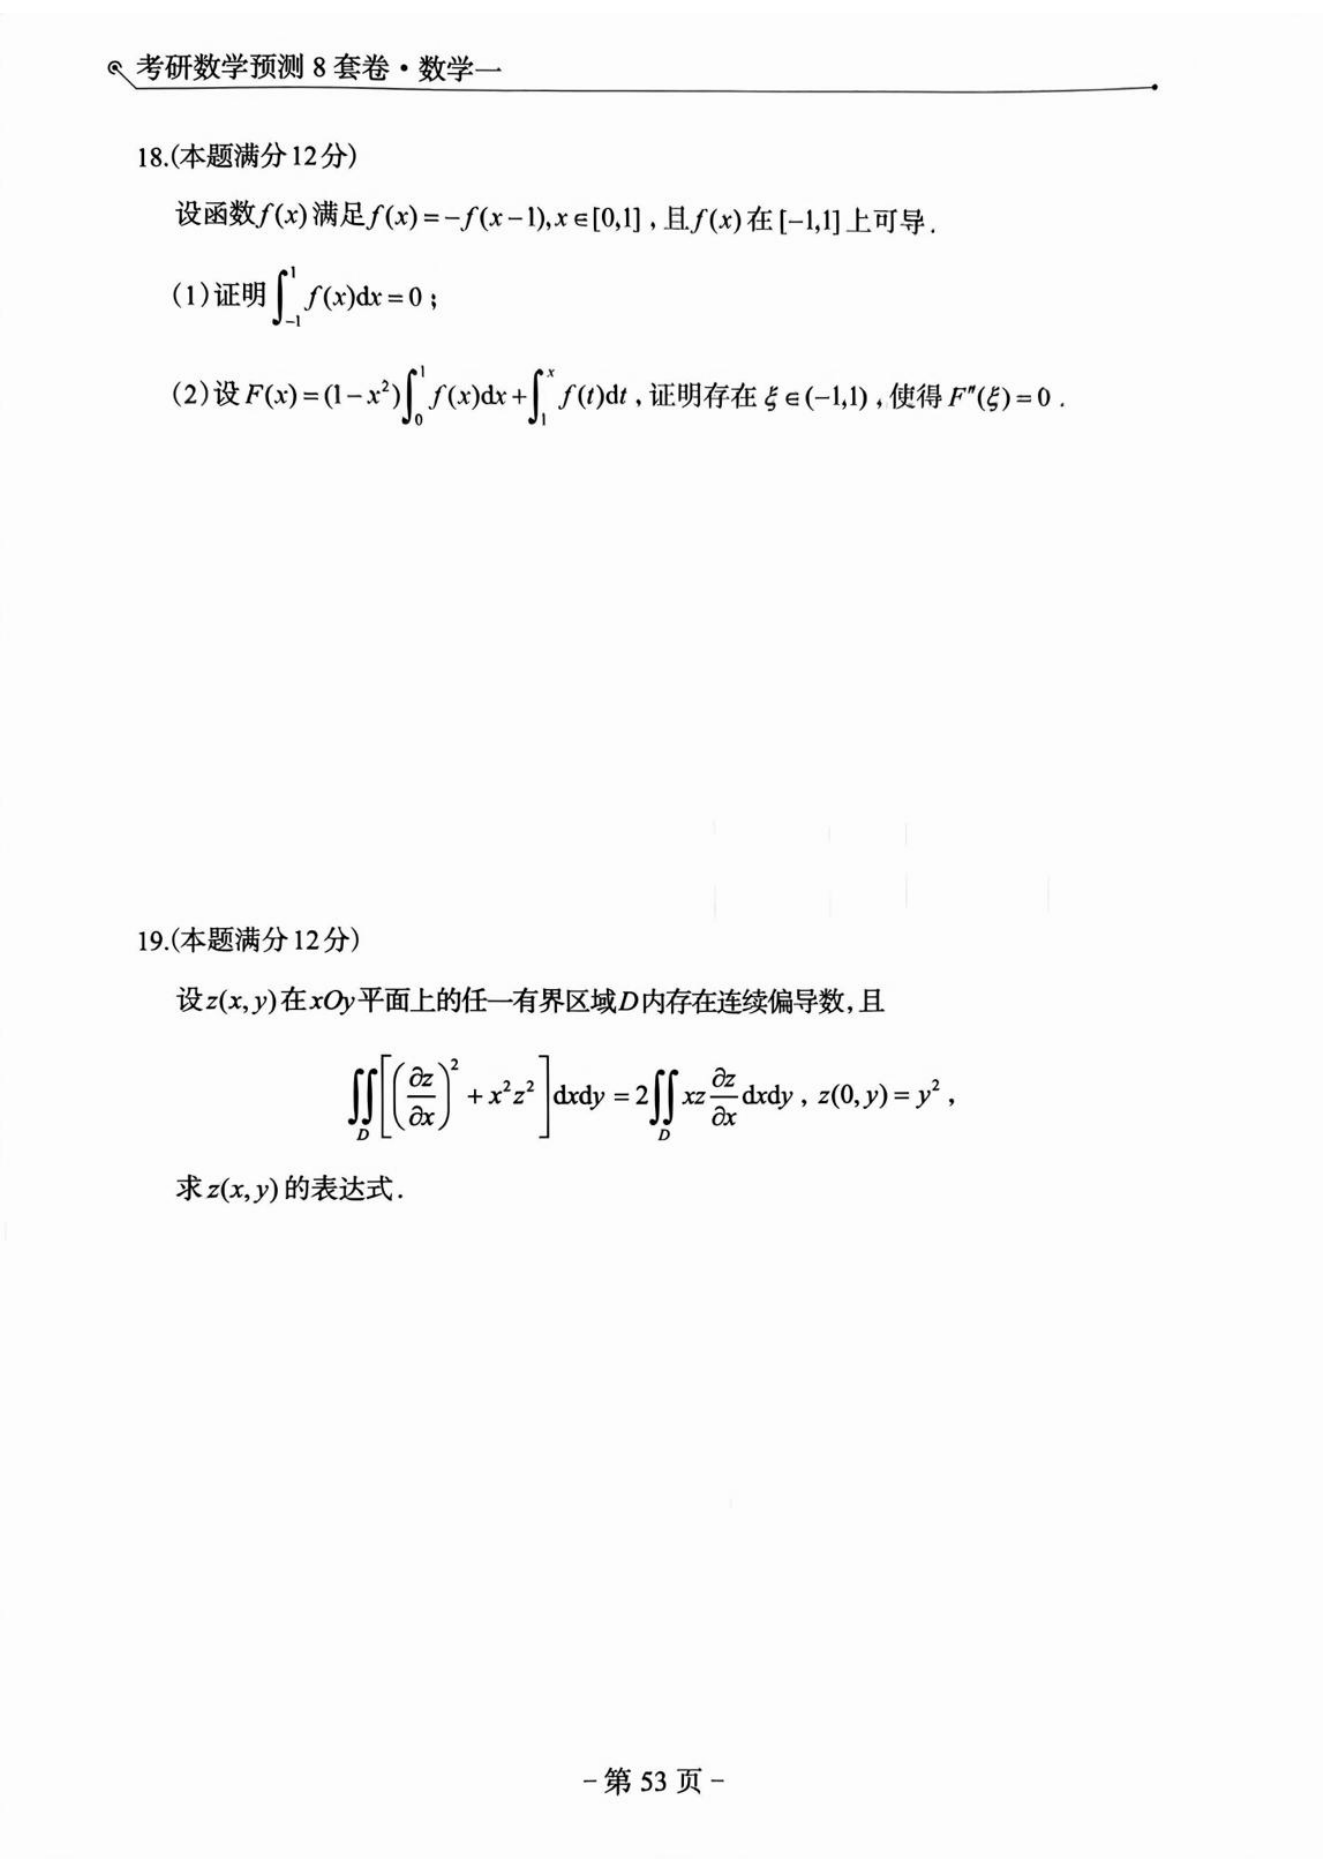 考研数学预测 8 套卷·数学一
18.(本题满分12分)
设函数f(x)满足f(x)=-f(x-1),x∈[0,1],且f(x)在[-1,1]上可导.
(1)证明∫_{-1}^{1} f(x)dx=0;
(2)设F(x)=(1-x²)∫_{0}^{1} f(x)dx+∫_{1}^{x} f(t)dt,证明存在ξ∈(-1,1),使得F″(ξ)=0.
19.(本题满分12分)
设z(x,y)在xOy平面上的任一有界区域D内存在连续偏导数,且
∬_D[(∂z/∂x)²+x²z²]dxdy=2∬_D xz ∂z/∂x dxdy, z(0,y)=y²,
求z(x,y)的表达式.
-第 53 页-